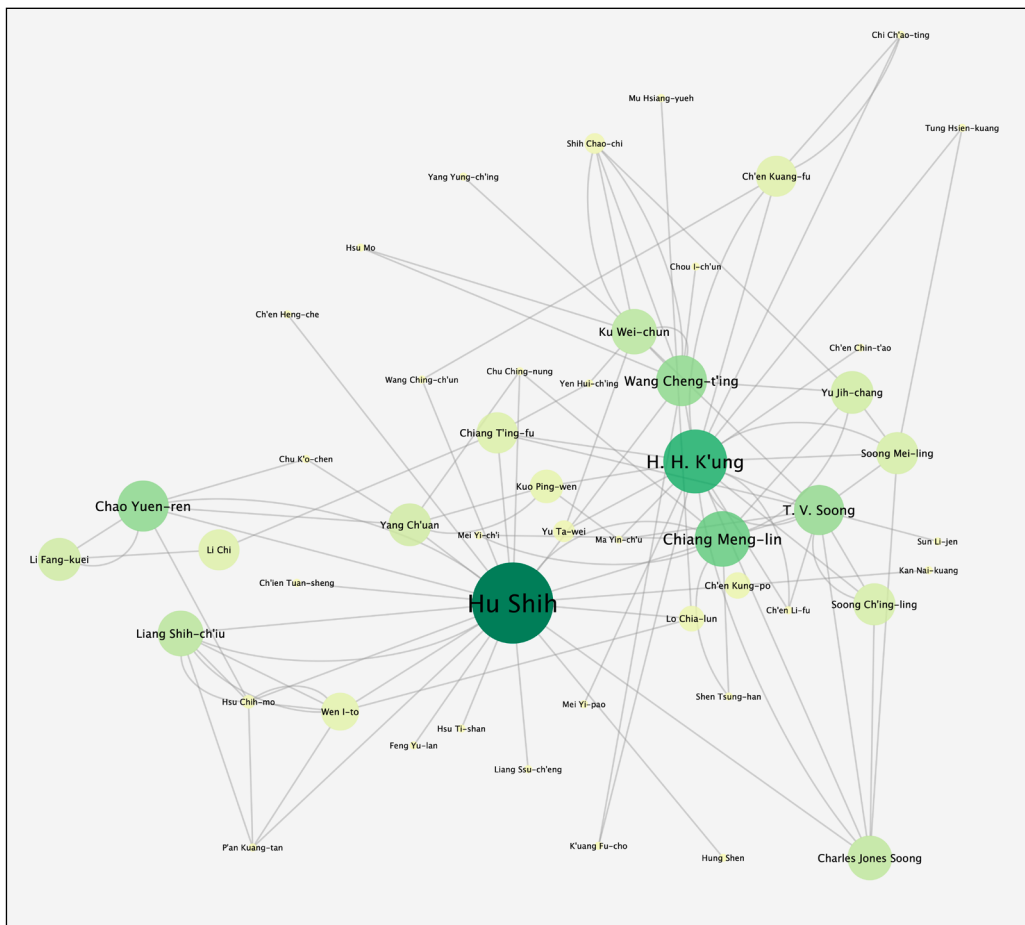 Chi Ch'ao-ting
Mu Hsiang-yueh
Tung Hsien-kuang
Shih Chao-chi
Yang Yung-ch'ing
Ch'en Kuang-fu
Hsu Mo
Chou I-ch'un
Ch'en Heng-che
Ku Wei-chun
Ch'en Chin-t'ao
Wang Ching-ch'un
Chu Ching-nung
Yen Hui-ch'ing
Wang Cheng-t'ing
Yu Jih-chang
Chiang T'ing-fu
Soong Mei-ling
Chu K'o-chen
H. H. K'ung
Kuo Ping-wen
Chao Yuen-ren
T. V. Soong
Yang Ch'uan
Yu Ta-wei
Mei Yi-ch'i
Ma Yin-ch'u
Chiang Meng-lin
Sun Li-jen
Li Chi
Li Fang-kuei
Kan Nai-kuang
Ch'ien Tuan-sheng
Ch'en Kung-po
Hu Shih
Ch'en Li-fu
Soong Ch'ing-ling
Lo Chia-lun
Liang Shih-ch'iu
Shen Tsung-han
Hsu Chih-mo
Mei Yi-pao
Wen I-to
Hsu Ti-shan
Feng Yu-lan
Liang Ssu-ch'eng
P'an Kuang-tan
K'uang Fu-cho
Hung Shen
Charles Jones Soong